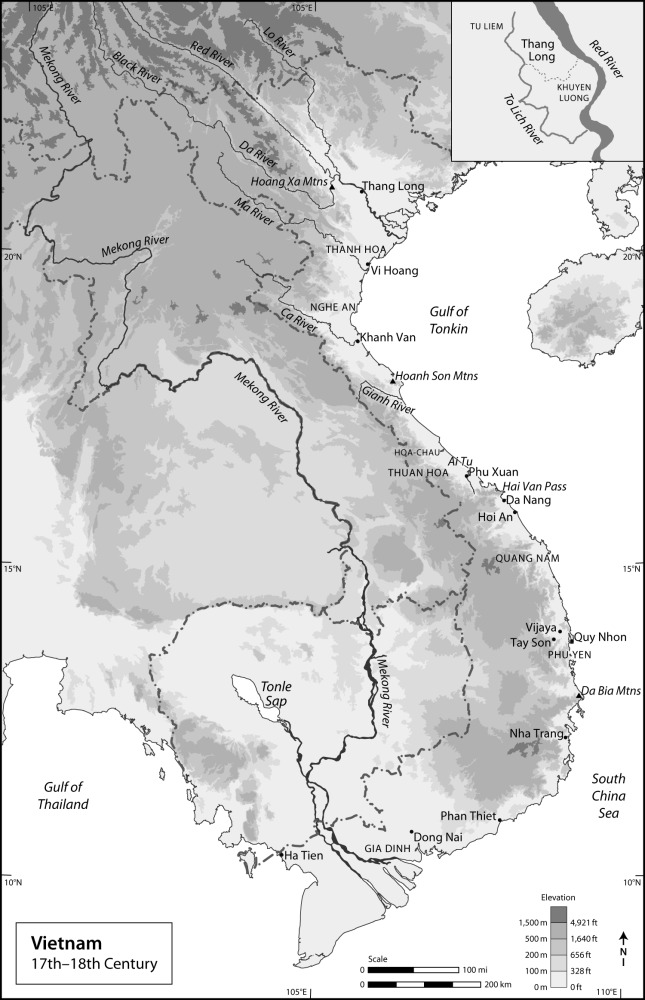 105°E
105°E
TU LIEM
Thang
Long
Red River
KHUYEN
LUONG
To Lich River
Lo River
Red River
Black River
Mekong River
Da River
Hoang Xa Mtns
Thang Long
Ma River
Mekong River
THANH HOA
20°N
20°N
Vi Hoang
NGHE AN
Ca River
Gulf of
Tonkin
Khanh Van
Mekong River
Hoanh Son Mtns
Gianh River
HQA-CHAU
Ai Tu
THUAN HOA
Phu Xuan
Hai Van Pass
Da Nang
Hoi An
QUANG NAM
15°N
15°N
Vijaya
Tay Son
Quy Nhon
PHU YEN
Mekong River
Tonle
Sap
Da Bia Mtns
Nha Trang
Gulf of
Thailand
South
China
Sea
Phan Thiet
Dong Nai
GIA DINH
Ha Tien
10°N
10°N
Vietnam
17th–18th Century
Elevation
1,500 m 4,921 ft
500 m 1,640 ft
200 m 656 ft
100 m 328 ft
0 m 0 ft
N
Scale
0 100 mi
0 200 km
105°E
110°E